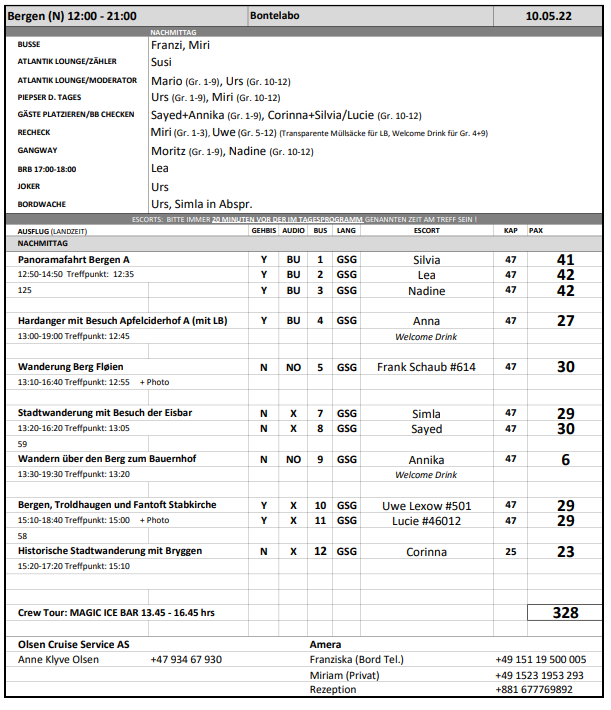 Bergen (N) 12:00 - 21:00 Bontelabo 10.05.22
NACHMITTAG
BUSSE Franzi, Miri
ATLANTIK LOUNGE/ZÄHLER Susi
ATLANTIK LOUNGE/MODERATOR Mario (Gr. 1-9), Urs (Gr. 10-12)
PIEPSER D. TAGES Urs (Gr. 1-9), Miri (Gr. 10-12)
GÄSTE PLATZIEREN/BB CHECKEN Sayed+Annika (Gr. 1-9), Corinna+Silvia/Lucie (Gr. 10-12)
RECHECK Miri (Gr. 1-3), Uwe (Gr. 5-12) (Transparente Müllsäcke für LB, Welcome Drink für Gr. 4+9)
GANGWAY Moritz (Gr. 1-9), Nadine (Gr. 10-12)
BRB 17:00-18:00 Lea
JOKER Urs
BORDWACHE Urs, Simla in Abspr.
ESCORTS: BITTE IMMER 20 MINUTEN VOR DER IM TAGESPROGRAMM GENANNTEN ZEIT AM TREFF SEIN !
AUSFLUG (LANDZEIT) GEHBIS AUDIO BUS LANG ESCORT KAP PAX
NACHMITTAG
Panoramafahrt Bergen A Y BU 1 GSG Silvia 47 41
12:50-14:50 Treffpunkt: 12:35 Y BU 2 GSG Lea 47 42
125 Y BU 3 GSG Nadine 47 42
Hardanger mit Besuch Apfelciderhof A (mit LB) Y BU 4 GSG Anna 47 27
13:00-19:00 Treffpunkt: 12:45 Welcome Drink
Wanderung Berg Fløien N NO 5 GSG Frank Schaub #614 47 30
13:10-16:40 Treffpunkt: 12:55 + Photo
Stadtwanderung mit Besuch der Eisbar N X 7 GSG Simla 47 29
13:20-16:20 Treffpunkt: 13:05 N X 8 GSG Sayed 47 30
59
Wandern über den Berg zum Bauernhof N NO 9 GSG Annika 47 6
13:30-19:30 Treffpunkt: 13:20 Welcome Drink
Bergen, Troldhaugen und Fantoft Stabkirche Y X 10 GSG Uwe Lexow #501 47 29
15:10-18:40 Treffpunkt: 15:00 + Photo Y X 11 GSG Lucie #46012 47 29
58
Historische Stadtwanderung mit Bryggen N X 12 GSG Corinna 25 23
15:20-17:20 Treffpunkt: 15:10
Crew Tour: MAGIC ICE BAR 13.45 - 16.45 hrs 328
Olsen Cruise Service AS Amera
Anne Klyve Olsen +47 934 67 930 Franziska (Bord Tel.) +49 151 19 500 005
Miriam (Privat) +49 1523 1953 293
Rezeption +881 677769892